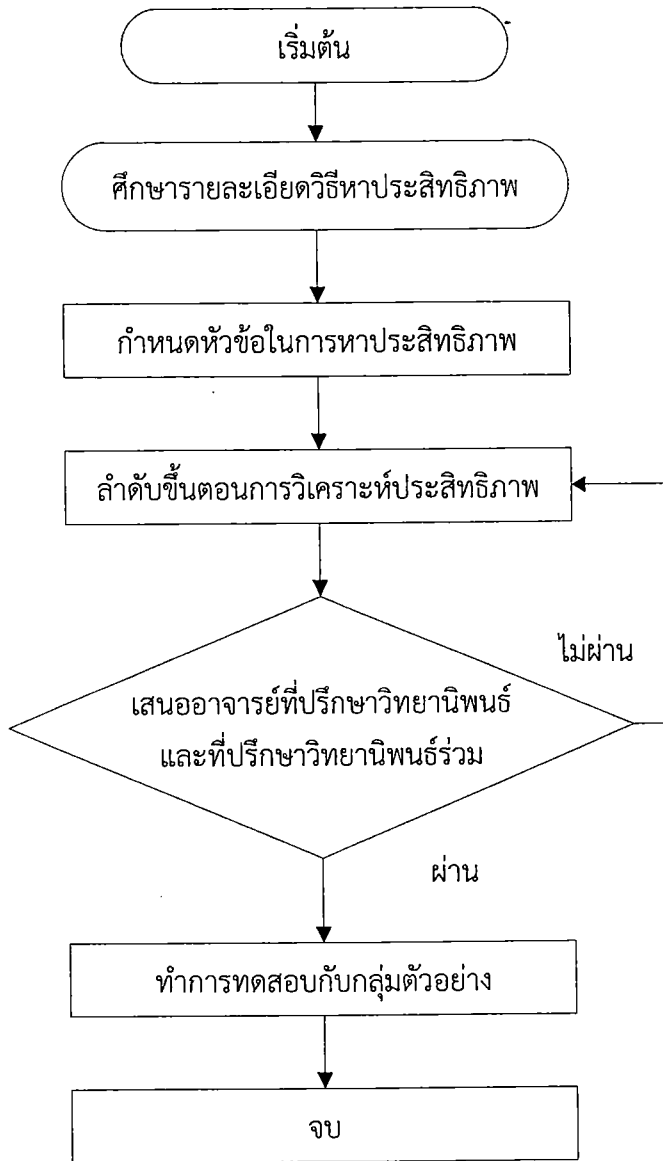 เริ่มต้น
ศึกษารายละเอียดวิธีหาประสิทธิภาพ
กำหนดหัวข้อในการหาประสิทธิภาพ
ลำดับขั้นตอนการวิเคราะห์ประสิทธิภาพ
ไม่ผ่าน
เสนออาจารย์ที่ปรึกษาวิทยานิพนธ์
และที่ปรึกษาวิทยานิพนธ์ร่วม
ผ่าน
ทำการทดสอบกับกลุ่มตัวอย่าง
จบ